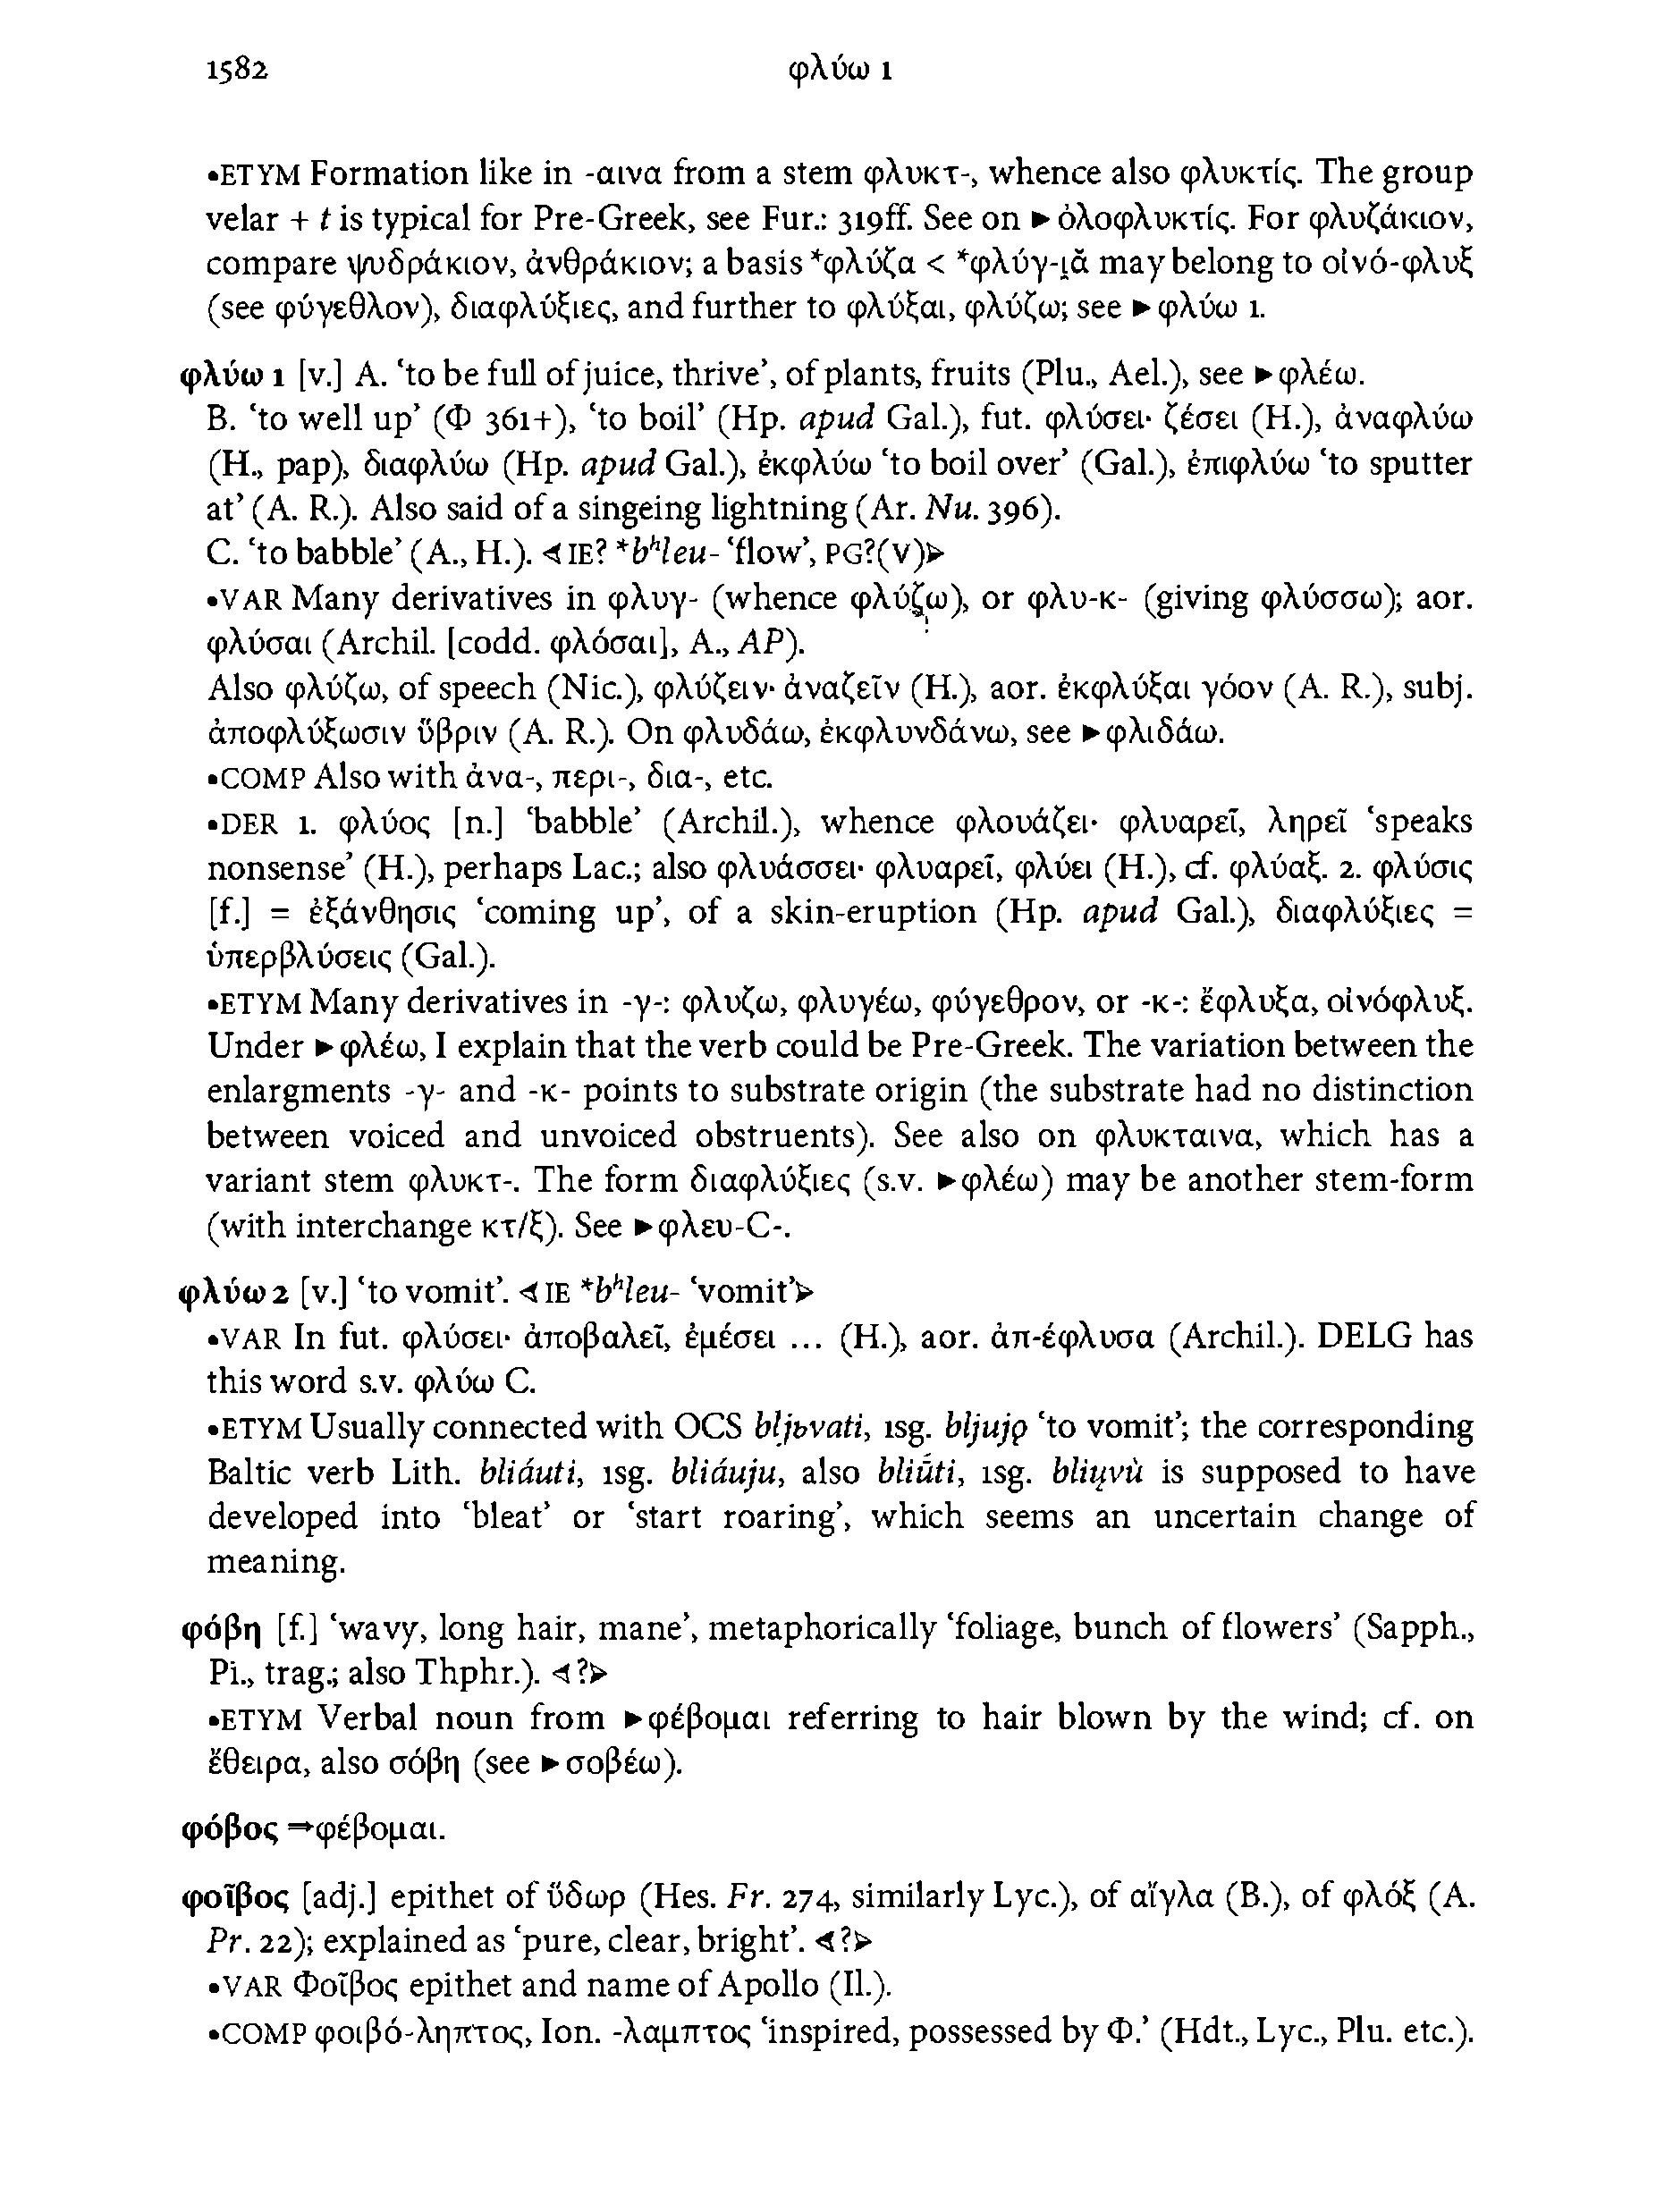 1582 φλύω 1
•ETYM Formation like in -αινα from a stem φλυκτ-, whence also φλυκτίς. The group
velar + t is typical for Pre-Greek, see Fur.: 319ff. See on ►ὀλοφλυκτίς. For φλυζάκιον,
compare ψυδράκιον, ἀνθράκιον; a basis *φλύζα < *φλύγ-ι̯ᾰ may belong to οἰνό-φλυξ
(see φύγεθλον), διαφλύξιες, and further to φλύξαι, φλύζω; see ►φλύω 1.
φλύω 1 [v.] A. ‘to be full of juice, thrive’, of plants, fruits (Plu., Ael.), see ►φλέω.
B. ‘to well up’ (Φ 361+), ‘to boil’ (Hp. apud Gal.), fut. φλύσει· ζέσει (H.), ἀναφλύω
(H., pap), διαφλύω (Hp. apud Gal.), ἐκφλύω ‘to boil over’ (Gal.), ἐπιφλύω ‘to sputter
at’ (A. R.). Also said of a singeing lightning (Ar. Nu. 396).
C. ‘to babble’ (A., H.). ◁IE? *bʰleu- ‘flow’, PG?(V)▷
•VAR Many derivatives in φλυγ- (whence φλύζω), or φλυ-κ- (giving φλύσσω); aor.
φλύσαι (Archil. [codd. φλόσαι], A., AP).
Also φλύζω, of speech (Nic.), φλύζειν· ἀναζεῖν (H.), aor. ἐκφλύξαι γόον (A. R.), subj.
ἀποφλύξωσιν ὕβριν (A. R.). On φλυδάω, ἐκφλυνδάνω, see ►φλιδάω.
•COMP Also with ἀνα-, περι-, δια-, etc.
•DER 1. φλύος [n.] ‘babble’ (Archil.), whence φλουάζει· φλυαρεῖ, ληρεῖ ‘speaks
nonsense’ (H.), perhaps Lac.; also φλυάσσει· φλυαρεῖ, φλύει (H.), cf. φλύαξ. 2. φλύσις
[f.] = ἐξάνθησις ‘coming up’, of a skin-eruption (Hp. apud Gal.), διαφλύξιες =
ὑπερβλύσεις (Gal.).
•ETYM Many derivatives in -γ-: φλυζω, φλυγέω, φύγεθρον, or -κ-: ἔφλυξα, οἰνόφλυξ.
Under ►φλέω, I explain that the verb could be Pre-Greek. The variation between the
enlargments -γ- and -κ- points to substrate origin (the substrate had no distinction
between voiced and unvoiced obstruents). See also on φλυκταινα, which has a
variant stem φλυκτ-. The form διαφλύξιες (s.v. ►φλέω) may be another stem-form
(with interchange κτ/ξ). See ►φλευ-C-.
φλύω 2 [v.] ‘to vomit’. ◁IE *bʰleu- ‘vomit’▷
•VAR In fut. φλύσει· ἀποβαλεῖ, ἐμέσει ... (H.), aor. ἀπ-έφλυσα (Archil.). DELG has
this word s.v. φλύω C.
•ETYM Usually connected with OCS bljьvati, 1sg. bljujǫ ‘to vomit’; the corresponding
Baltic verb Lith. bliáuti, 1sg. bliáuju, also bliū́ti, 1sg. bliųvù is supposed to have
developed into ‘bleat’ or ‘start roaring’, which seems an uncertain change of
meaning.
φόβη [f.] ‘wavy, long hair, mane’, metaphorically ‘foliage, bunch of flowers’ (Sapph.,
Pi., trag.; also Thphr.). ◁?▷
•ETYM Verbal noun from ►φέβομαι referring to hair blown by the wind; cf. on
ἔθειρα, also σόβη (see ►σοβέω).
φόβος ⇒φέβομαι.
φοῖβος [adj.] epithet of ὕδωρ (Hes. Fr. 274, similarly Lyc.), of αἴγλα (B.), of φλόξ (A.
Pr. 22); explained as ‘pure, clear, bright’. ◁?▷
•VAR Φοῖβος epithet and name of Apollo (Il.).
•COMP φοιβό-ληπτος, Ion. -λαμπτος ‘inspired, possessed by Φ.’ (Hdt., Lyc., Plu. etc.).